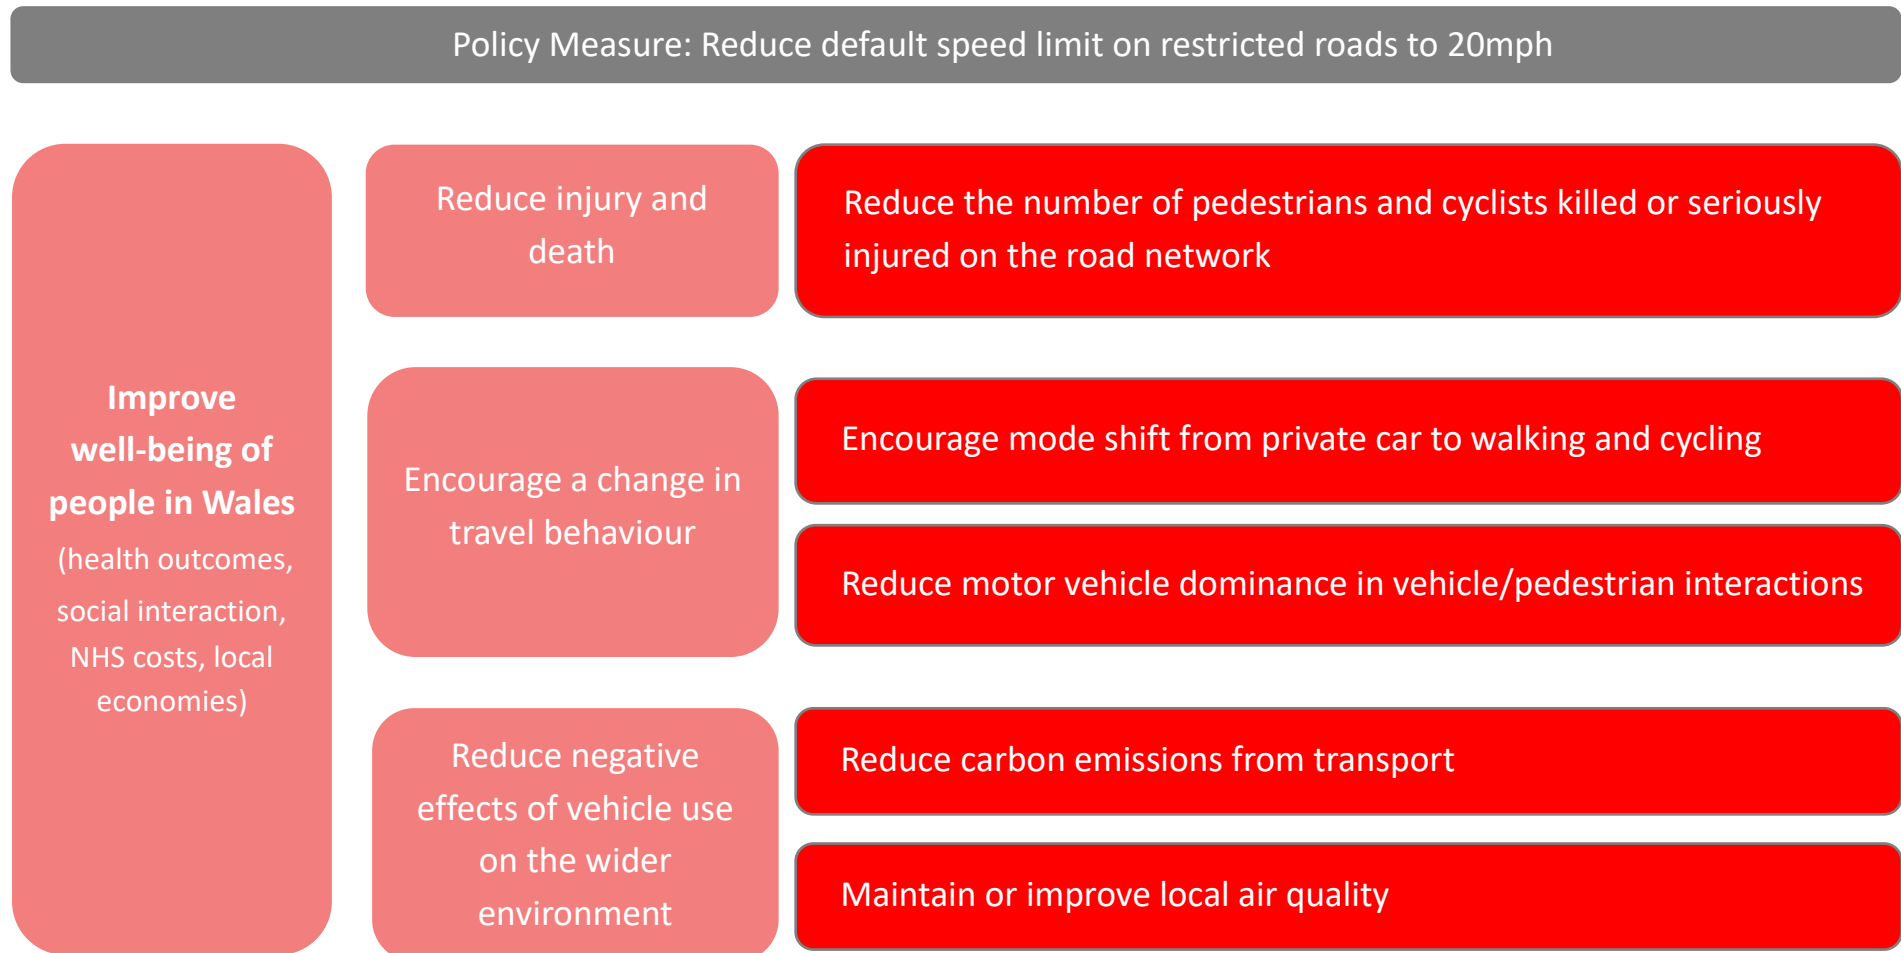 Policy Measure: Reduce default speed limit on restricted roads to 20mph
Improve
well-being of
people in Wales
(health outcomes,
social interaction,
NHS costs, local
economies)
Reduce injury and
death
Reduce the number of pedestrians and cyclists killed or seriously
injured on the road network
Encourage a change in
travel behaviour
Encourage mode shift from private car to walking and cycling
Reduce motor vehicle dominance in vehicle/pedestrian interactions
Reduce negative
effects of vehicle use
on the wider
environment
Reduce carbon emissions from transport
Maintain or improve local air quality